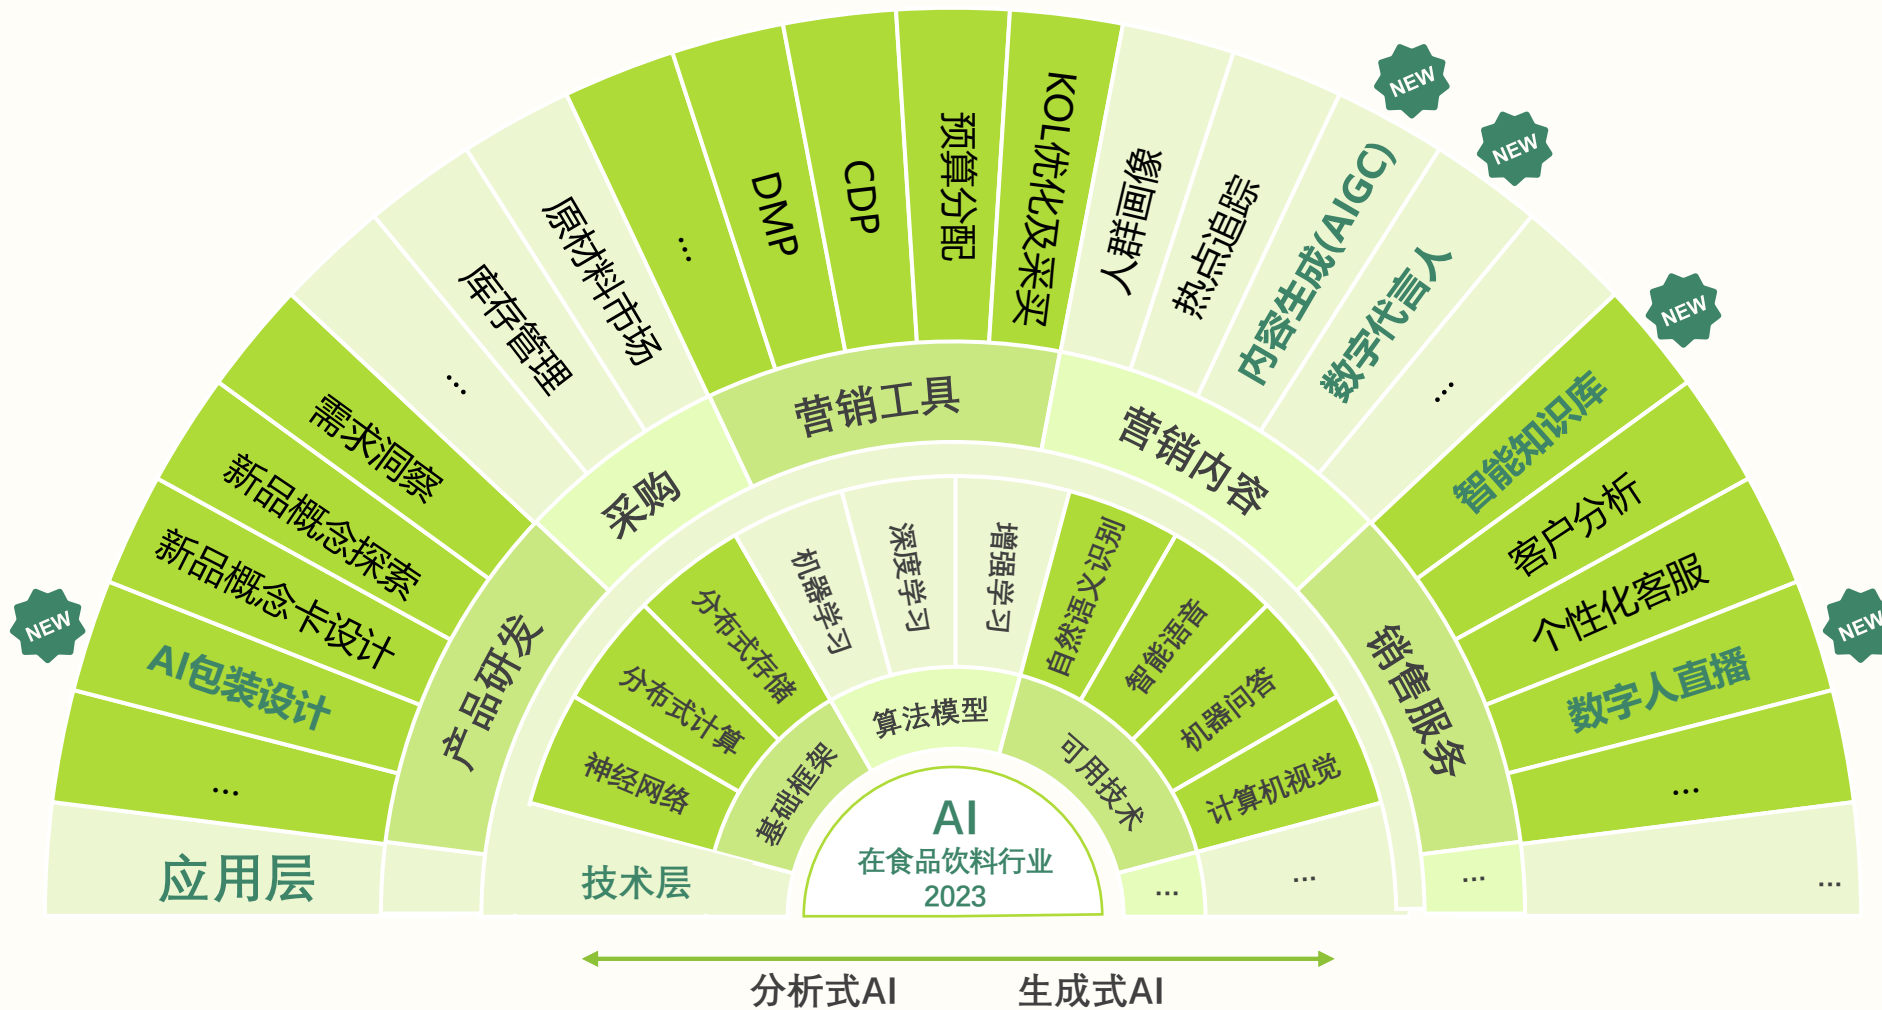 NEW
NEW
NEW
NEW
NEW
...
DMP
CDP
预算分配
KOL优化及采买
人群画像
热点追踪
内容生成(AIGC)
数字代言人
...
原材料市场
库存管理
...
需求洞察
新品概念探索
新品概念卡设计
AI包装设计
...
智能知识库
客户分析
个性化客服
数字人直播
...
产品研发
采购
营销工具
营销内容
销售服务
神经网络
分布式计算
分布式存储
机器学习
深度学习
增强学习
自然语义识别
智能语音
机器问答
计算机视觉
基础框架
算法模型
可用技术
应用层
技术层
AI
在食品饮料行业
2023
...
...
...
...
分析式AI
生成式AI